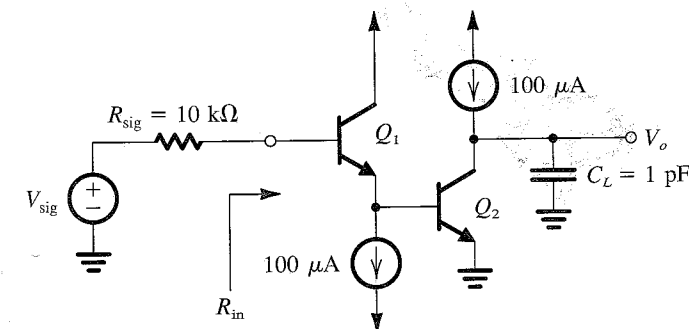 R_sig = 10 kΩ
Q_1
100 μA
V_o
C_L = 1 pF
V_sig
+
−
Q_2
100 μA
R_in